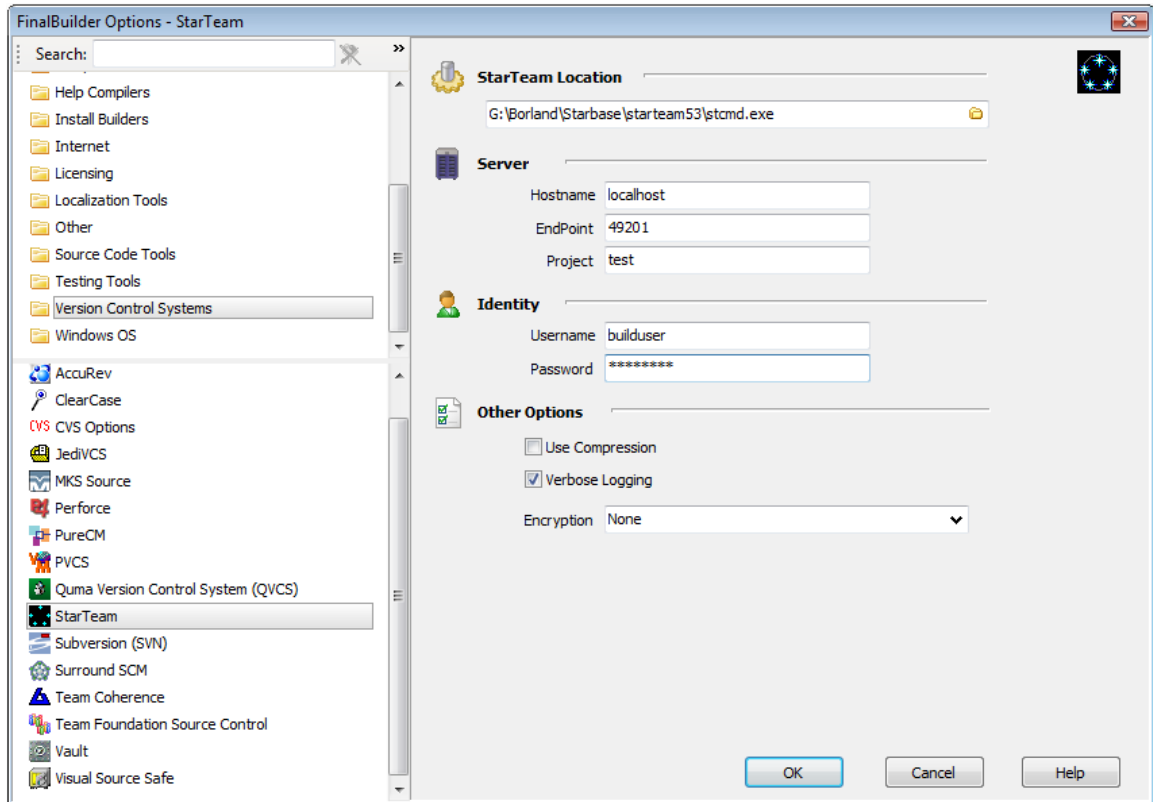 FinalBuilder Options - StarTeam
Search:
»
Help Compilers
Install Builders
Internet
Licensing
Localization Tools
Other
Source Code Tools
Testing Tools
Version Control Systems
Windows OS
AccuRev
ClearCase
CVS CVS Options
JediVCS
MKS Source
Perforce
PureCM
PVCS
Quma Version Control System (QVCS)
StarTeam
Subversion (SVN)
Surround SCM
Team Coherence
Team Foundation Source Control
Vault
Visual Source Safe
StarTeam Location
G:\Borland\Starbase\starteam53\stcmd.exe
Server
Hostname localhost
EndPoint 49201
Project test
Identity
Username builduser
Password ********
Other Options
Use Compression
Verbose Logging
Encryption None
OK Cancel Help